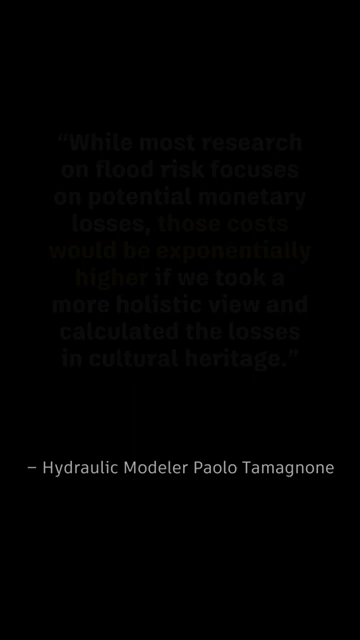 “While most research
on flood risk focuses
on potential monetary
losses, those costs
would be exponentially
higher if we took a
more holistic view and
calculated the losses
in cultural heritage.”
– Hydraulic Modeler Paolo Tamagnone